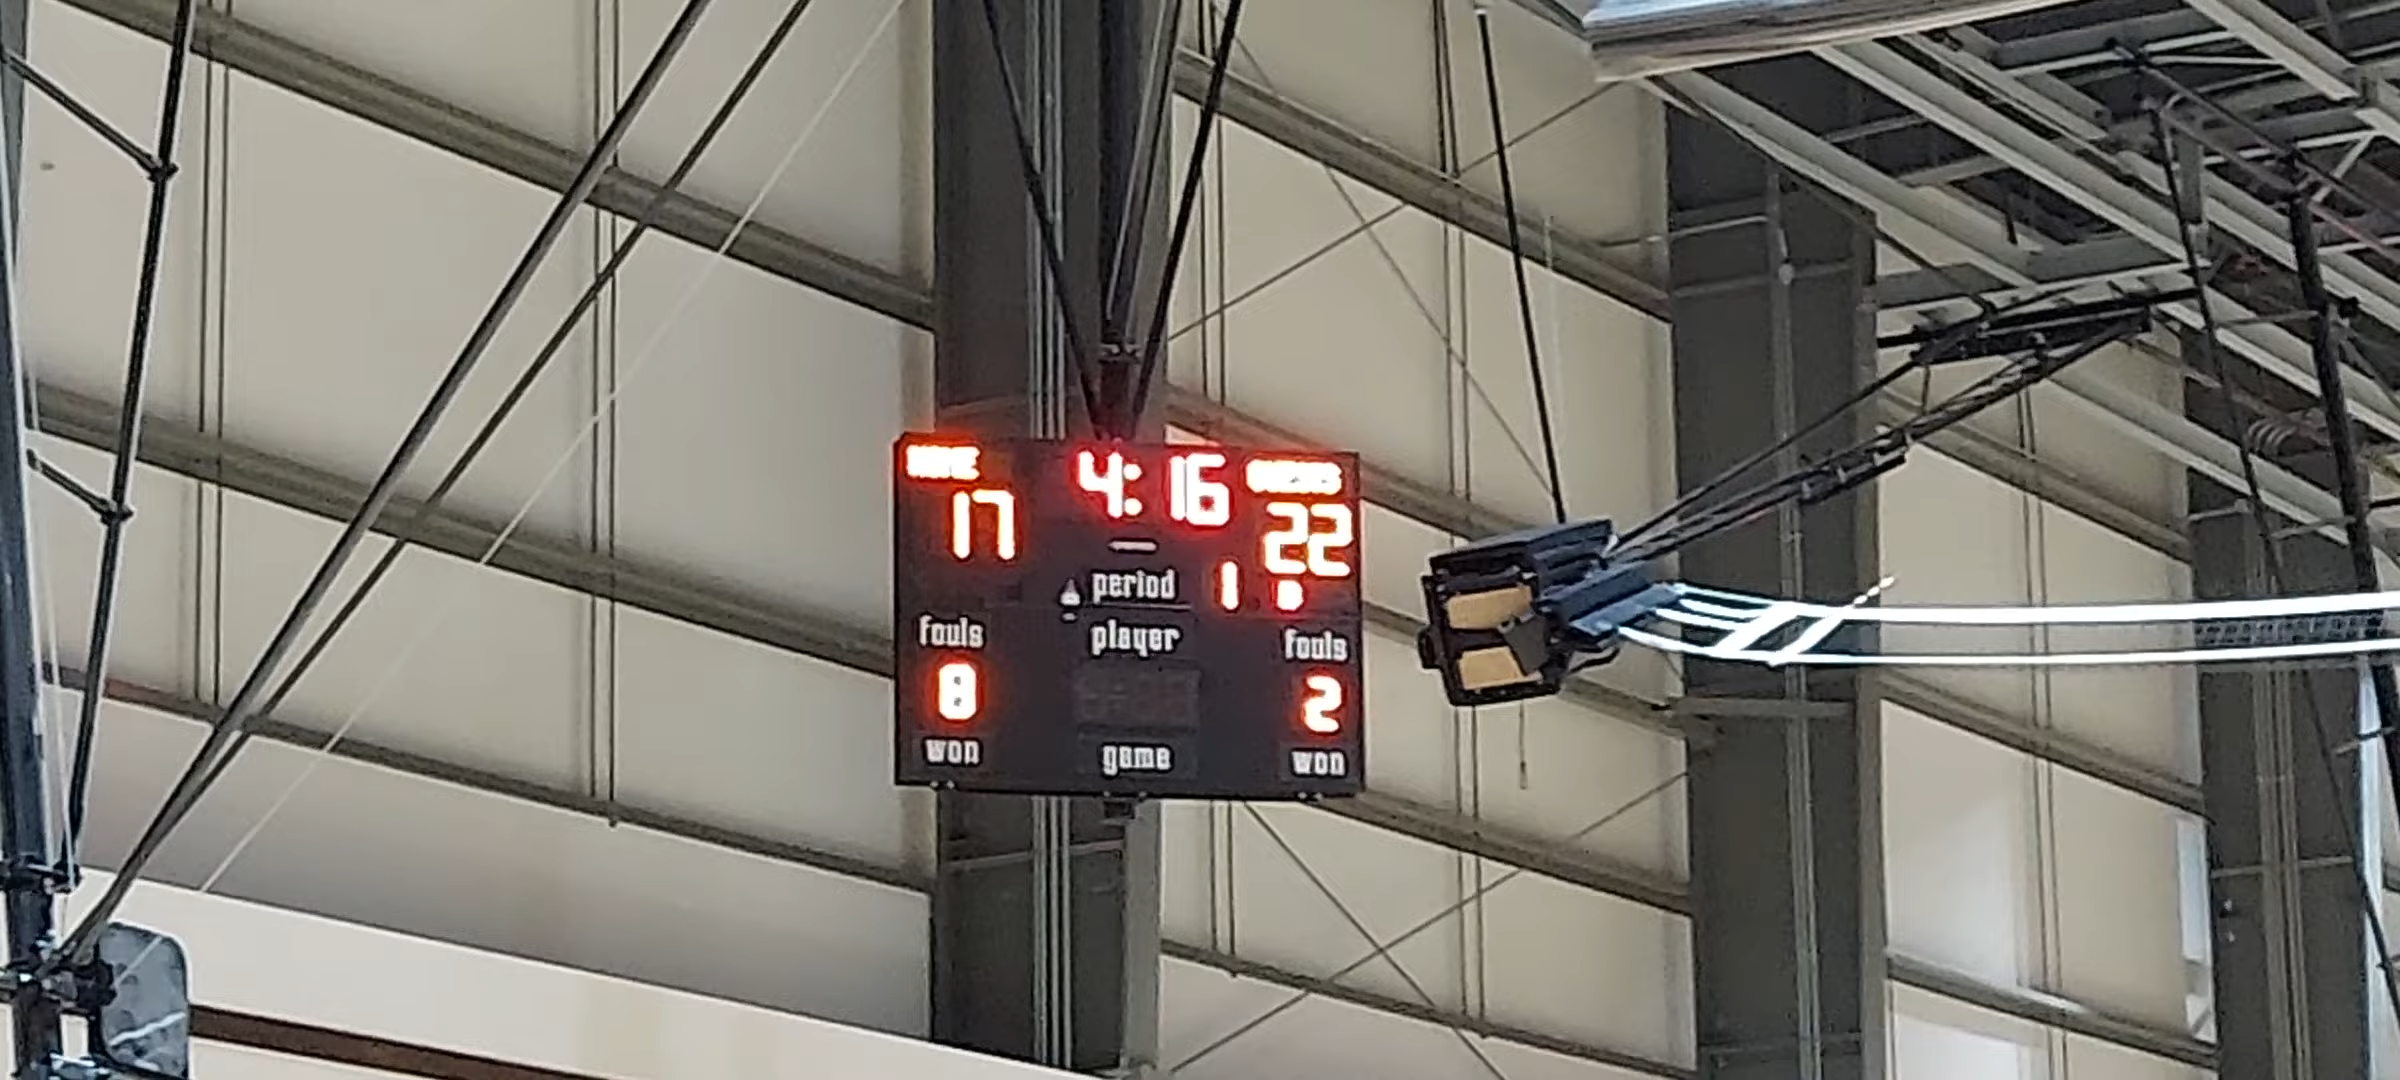 4:16
17
22
period 1
fouls player fouls
8 2
won game won